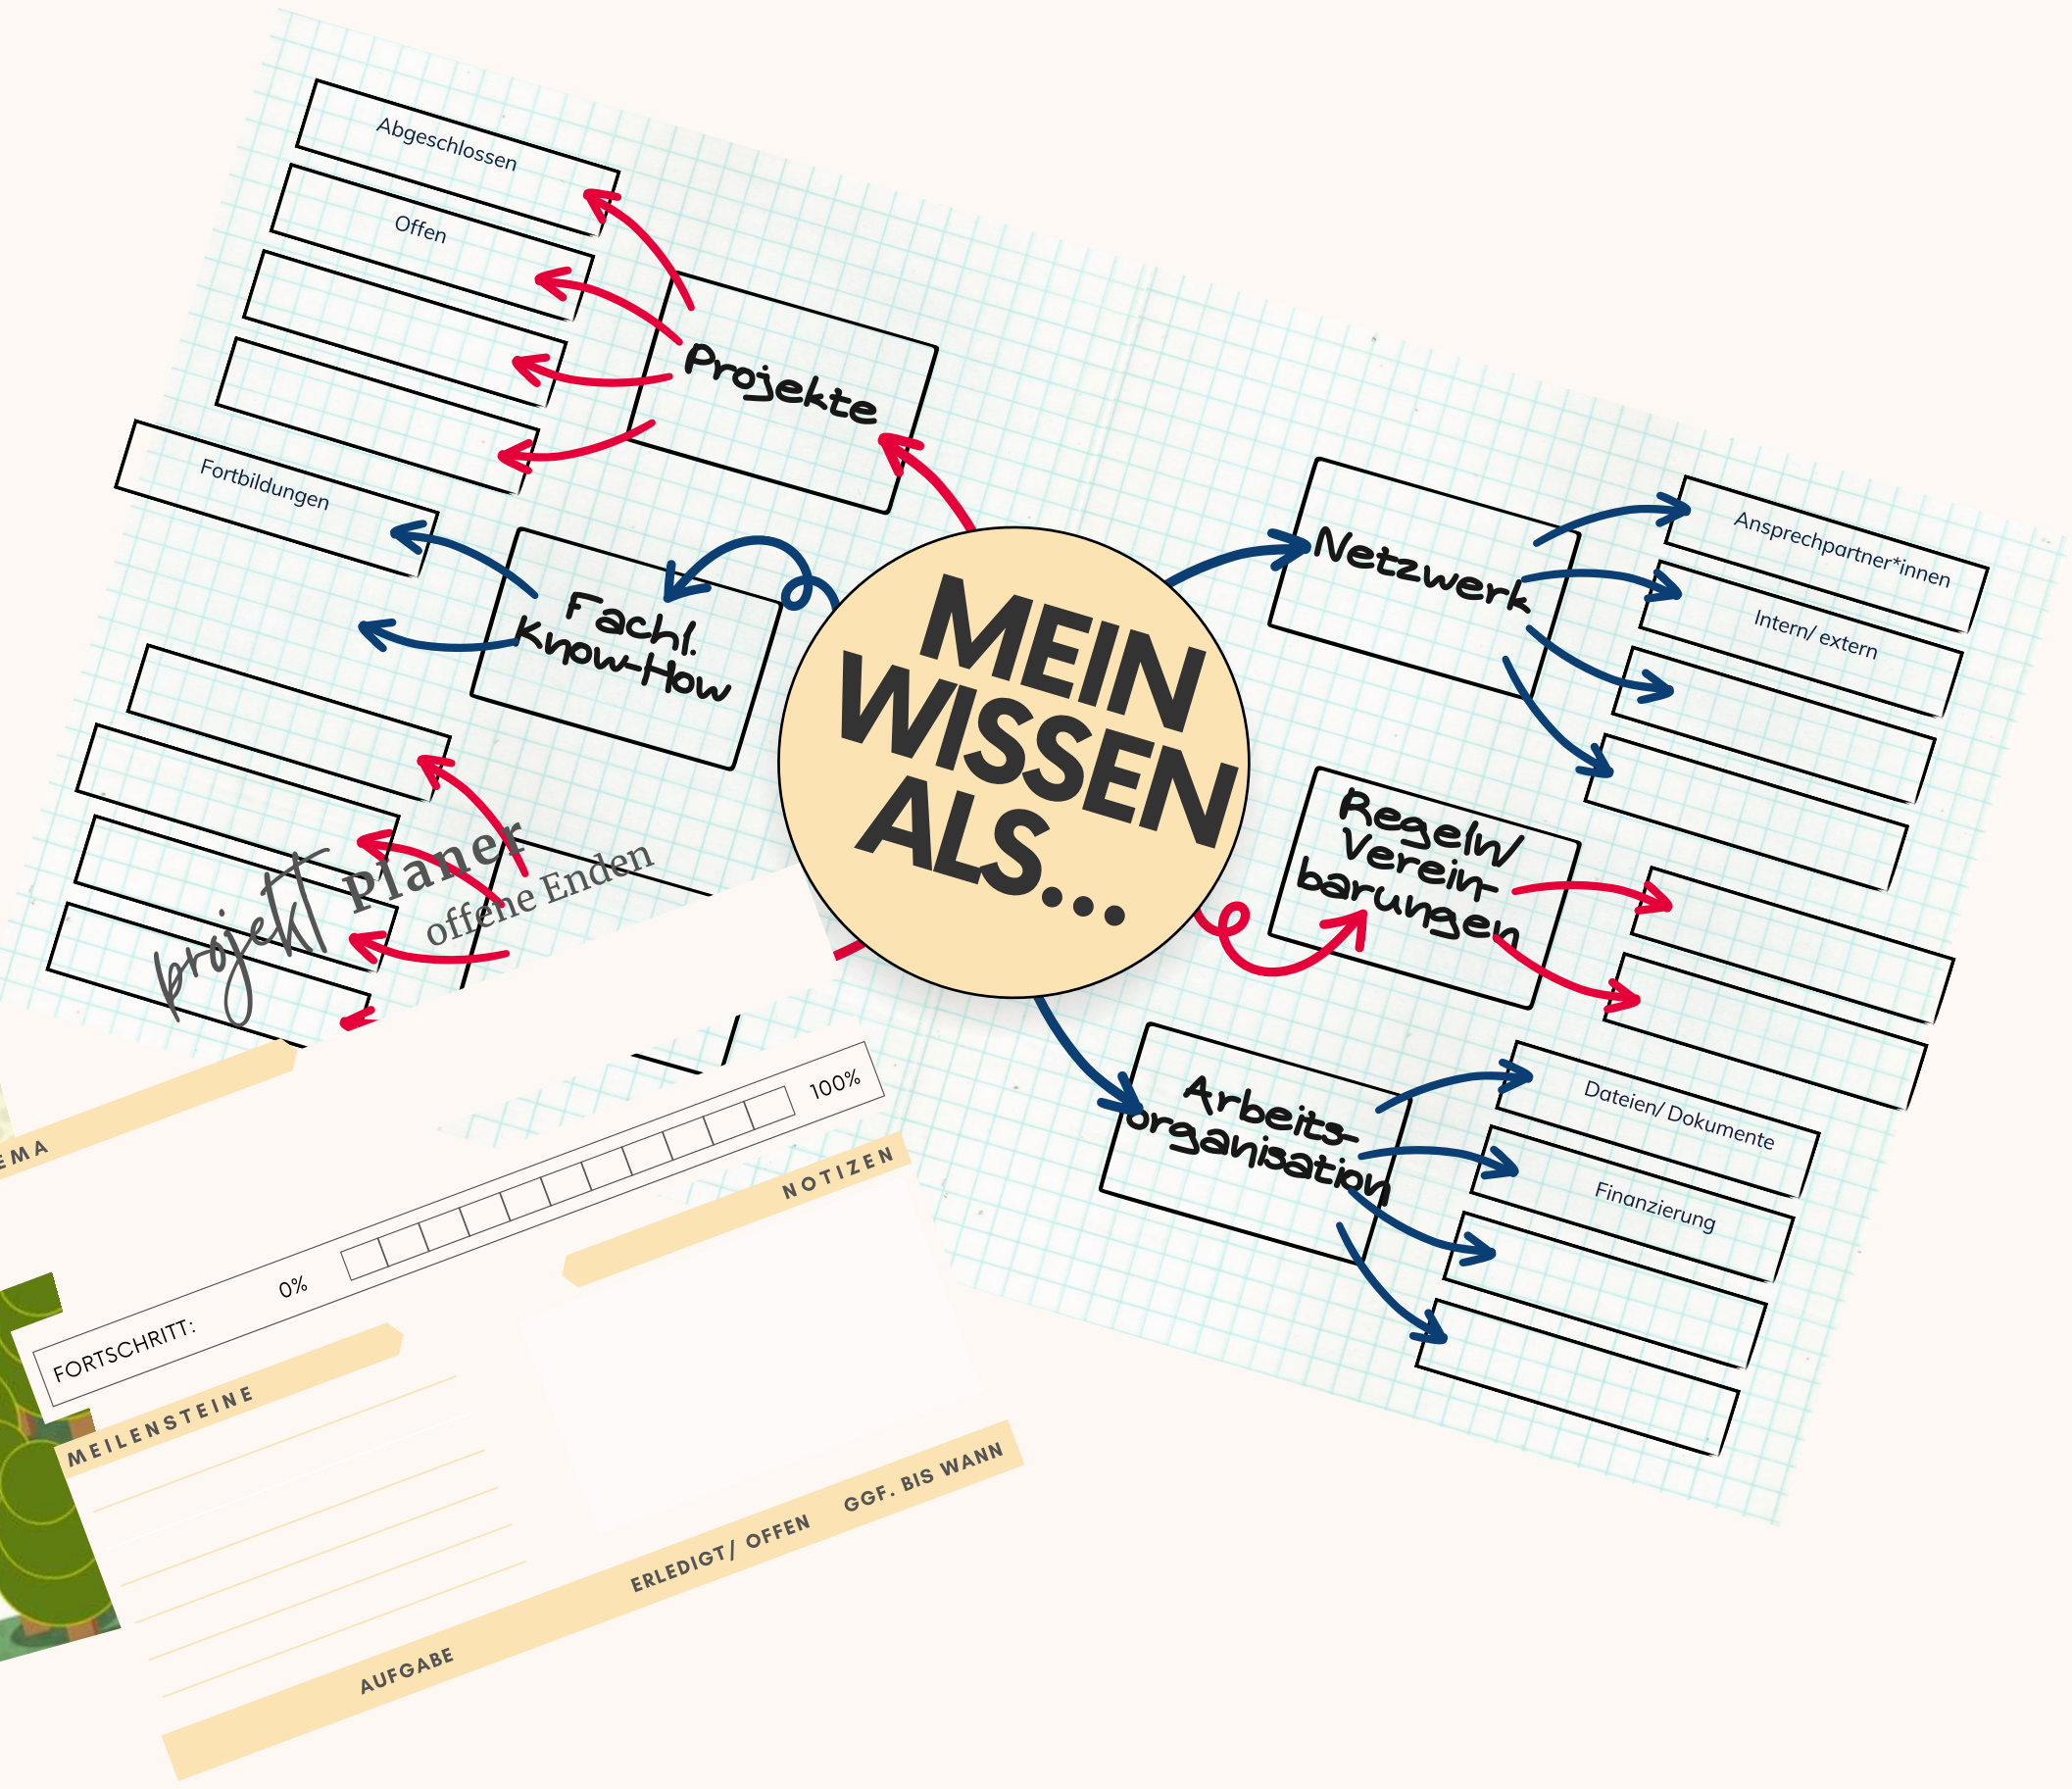 Abgeschlossen
Offen
Projekte
Fortbildungen
Fachl.
Know-How
MEIN
WISSEN
ALS...
Netzwerk
Ansprechpartner*innen
Intern/ extern
Regeln/
Verein-
barungen
Arbeits-
organisation
Dateien/ Dokumente
Finanzierung
projekt Planer
offene Enden
FORTSCHRITT:
0%
100%
NOTIZEN
MEILENSTEINE
AUFGABE
ERLEDIGT/ OFFEN
GGF. BIS WANN